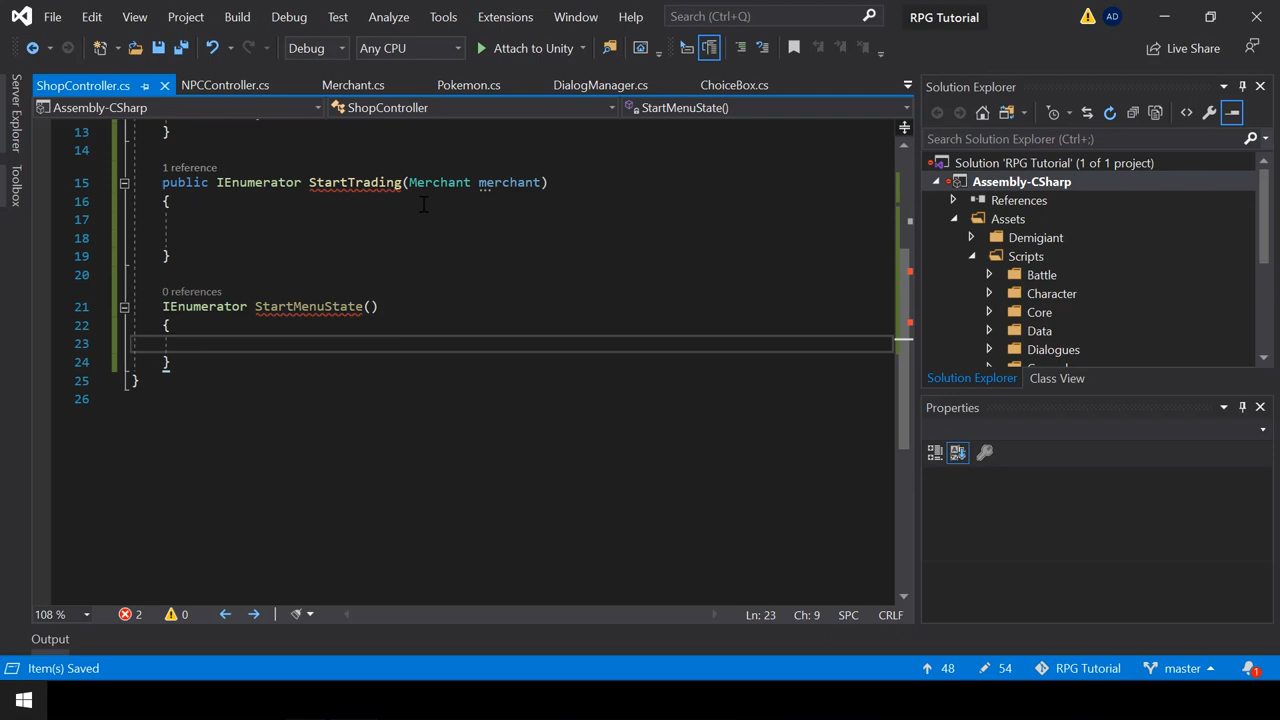 File Edit View Project Build Debug Test Analyze Tools Extensions Window Help Search (Ctrl+Q) RPG Tutorial AD
Debug Any CPU Attach to Unity Live Share
Server Explorer
Toolbox
ShopController.cs NPCController.cs Merchant.cs Pokemon.cs DialogManager.cs ChoiceBox.cs
Assembly-CSharp ShopController StartMenuState()
13 }
14
1 reference
15 public IEnumerator StartTrading(Merchant merchant)
16 {
17
18
19 }
20
0 references
21 IEnumerator StartMenuState()
22 {
23
24 }
25 }
26
108 % 2 0 Ln: 23 Ch: 9 SPC CRLF
Output
Solution Explorer
Search Solution Explorer (Ctrl+;)
Solution 'RPG Tutorial' (1 of 1 project)
Assembly-CSharp
References
Assets
Demigiant
Scripts
Battle
Character
Core
Data
Dialogues
Solution Explorer Class View
Properties
Item(s) Saved 48 54 RPG Tutorial master 1